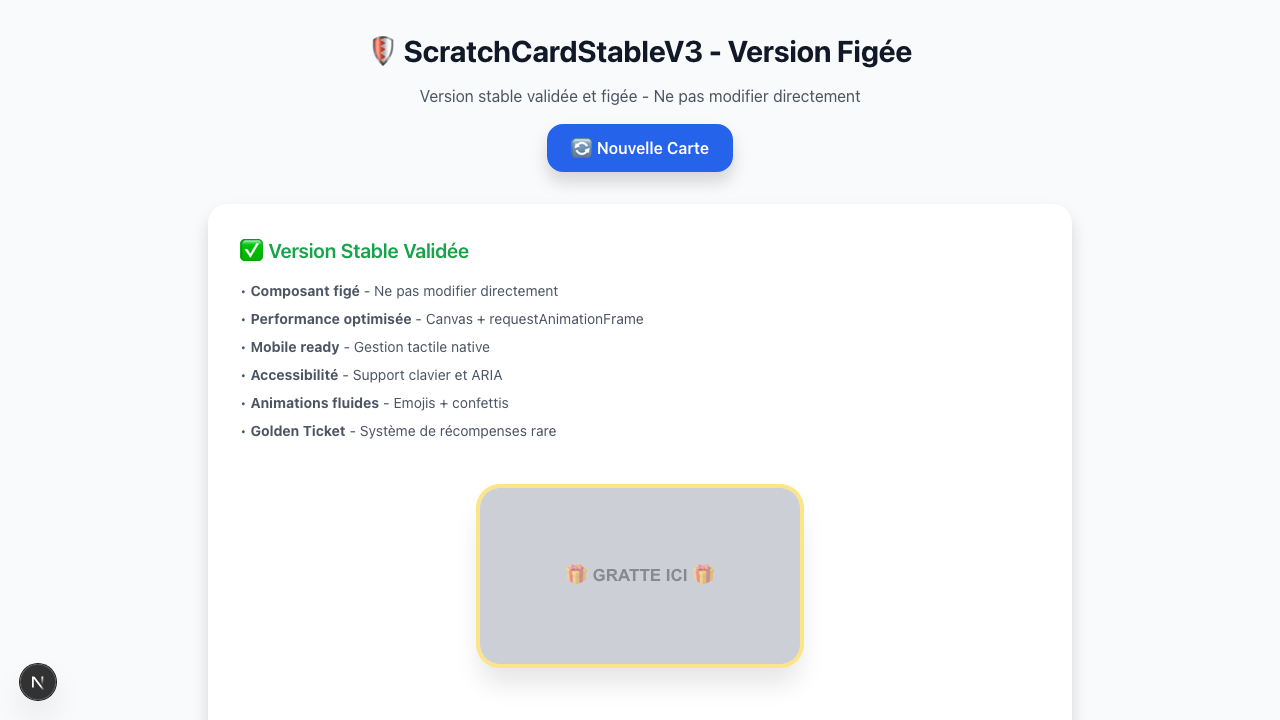 🛡️ ScratchCardStableV3 - Version Figée
Version stable validée et figée - Ne pas modifier directement
🔄 Nouvelle Carte
✅ Version Stable Validée
• Composant figé - Ne pas modifier directement
• Performance optimisée - Canvas + requestAnimationFrame
• Mobile ready - Gestion tactile native
• Accessibilité - Support clavier et ARIA
• Animations fluides - Emojis + confettis
• Golden Ticket - Système de récompenses rare
🎁 GRATTE ICI 🎁
N